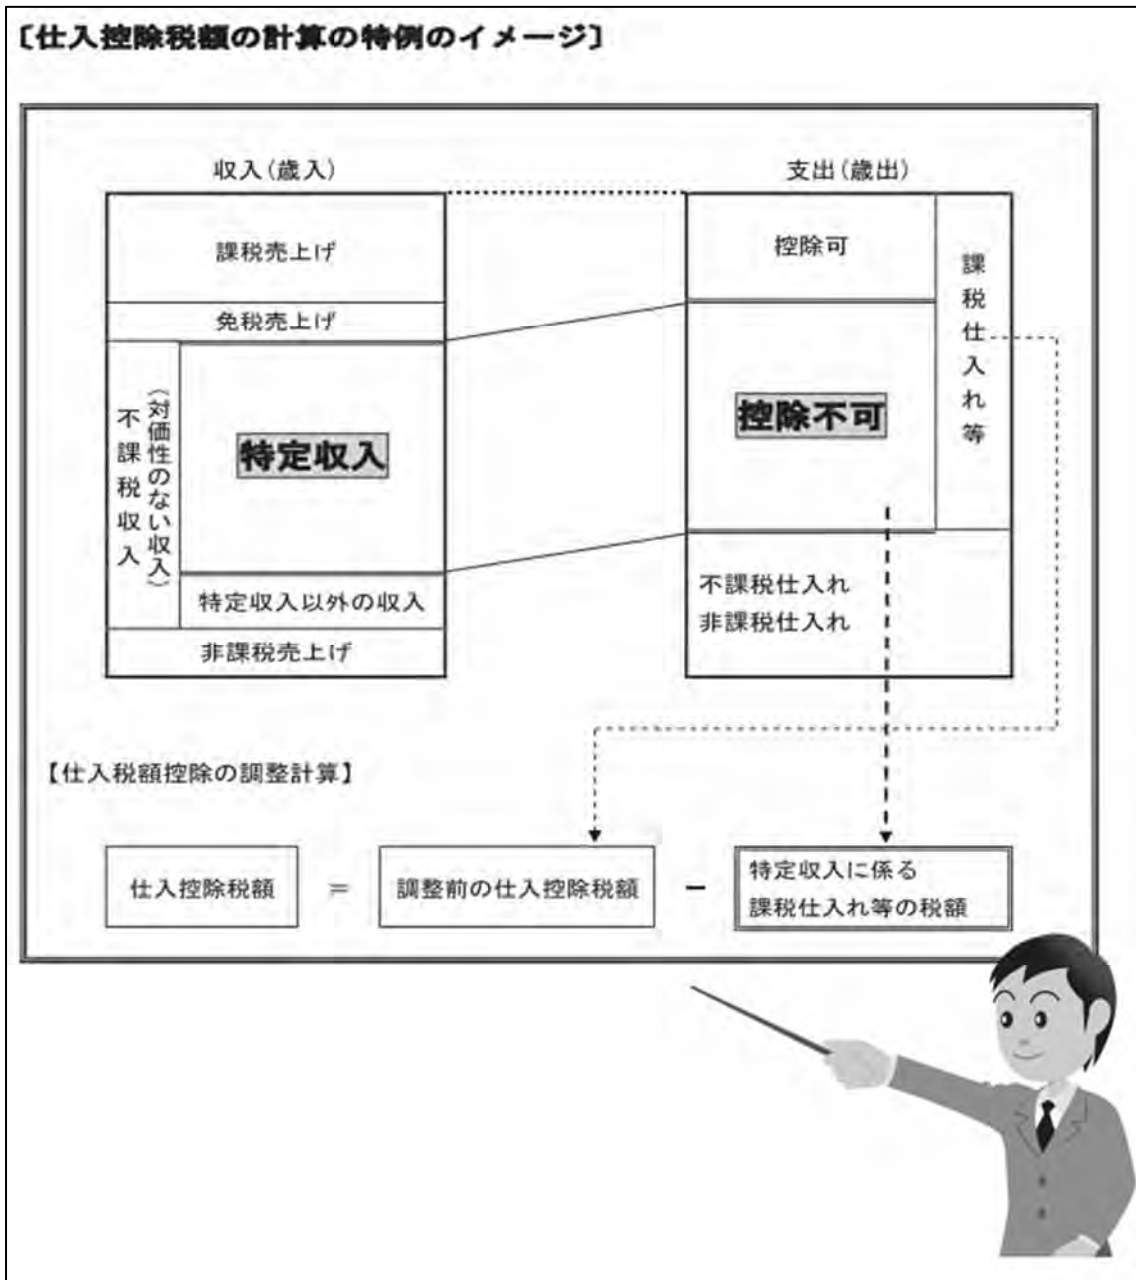 〔仕入控除税額の計算の特例のイメージ〕
収入(歳入)
課税売上げ
免税売上げ
不課税収入
(対価性のない収入)
特定収入
特定収入以外の収入
非課税売上げ
支出(歳出)
控除可
控除不可
課税仕入れ等
不課税仕入れ
非課税仕入れ
【仕入税額控除の調整計算】
仕入控除税額 = 調整前の仕入控除税額 − 特定収入に係る
課税仕入れ等の税額